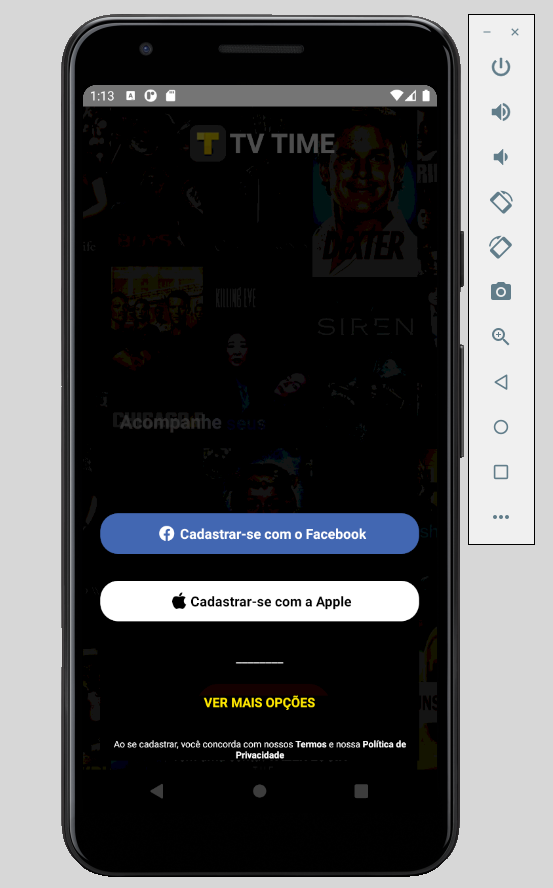 1:13
TV TIME
DEXTER
KILLING EVE
SIREN
Acompanhe
Cadastrar-se com o Facebook
Cadastrar-se com a Apple
VER MAIS OPÇÕES
Ao se cadastrar, você concorda com nossos Termos e nossa Política de
Privacidade